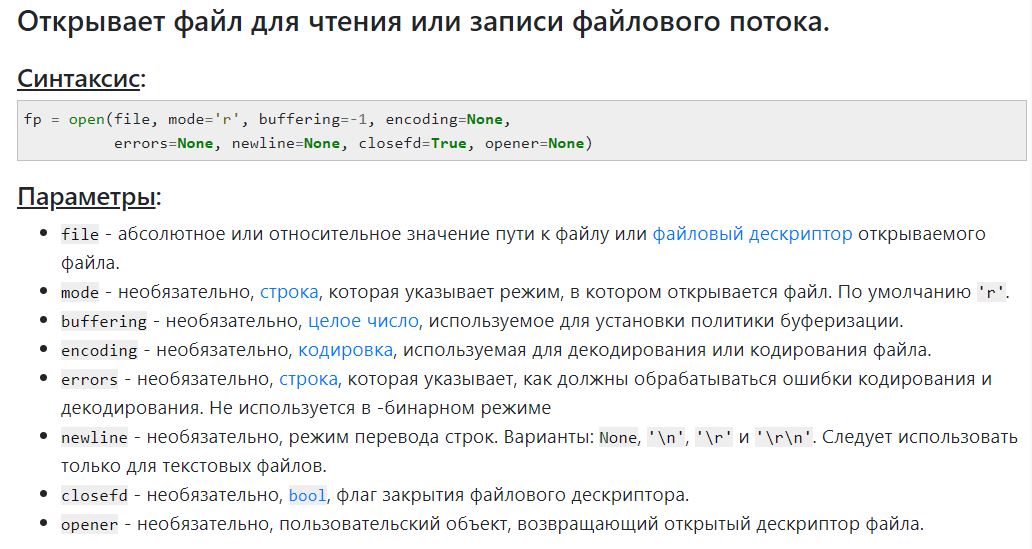 Открывает файл для чтения или записи файлового потока.
Синтаксис:
fp = open(file, mode='r', buffering=-1, encoding=None,
          errors=None, newline=None, closefd=True, opener=None)
Параметры:
• file - абсолютное или относительное значение пути к файлу или файловый дескриптор открываемого
файла.
• mode - необязательно, строка, которая указывает режим, в котором открывается файл. По умолчанию 'r'.
• buffering - необязательно, целое число, используемое для установки политики буферизации.
• encoding - необязательно, кодировка, используемая для декодирования или кодирования файла.
• errors - необязательно, строка, которая указывает, как должны обрабатываться ошибки кодирования и
декодирования. Не используется в -бинарном режиме
• newline - необязательно, режим перевода строк. Варианты: None, '\n', '\r' и '\r\n'. Следует использовать
только для текстовых файлов.
• closefd - необязательно, bool, флаг закрытия файлового дескриптора.
• opener - необязательно, пользовательский объект, возвращающий открытый дескриптор файла.